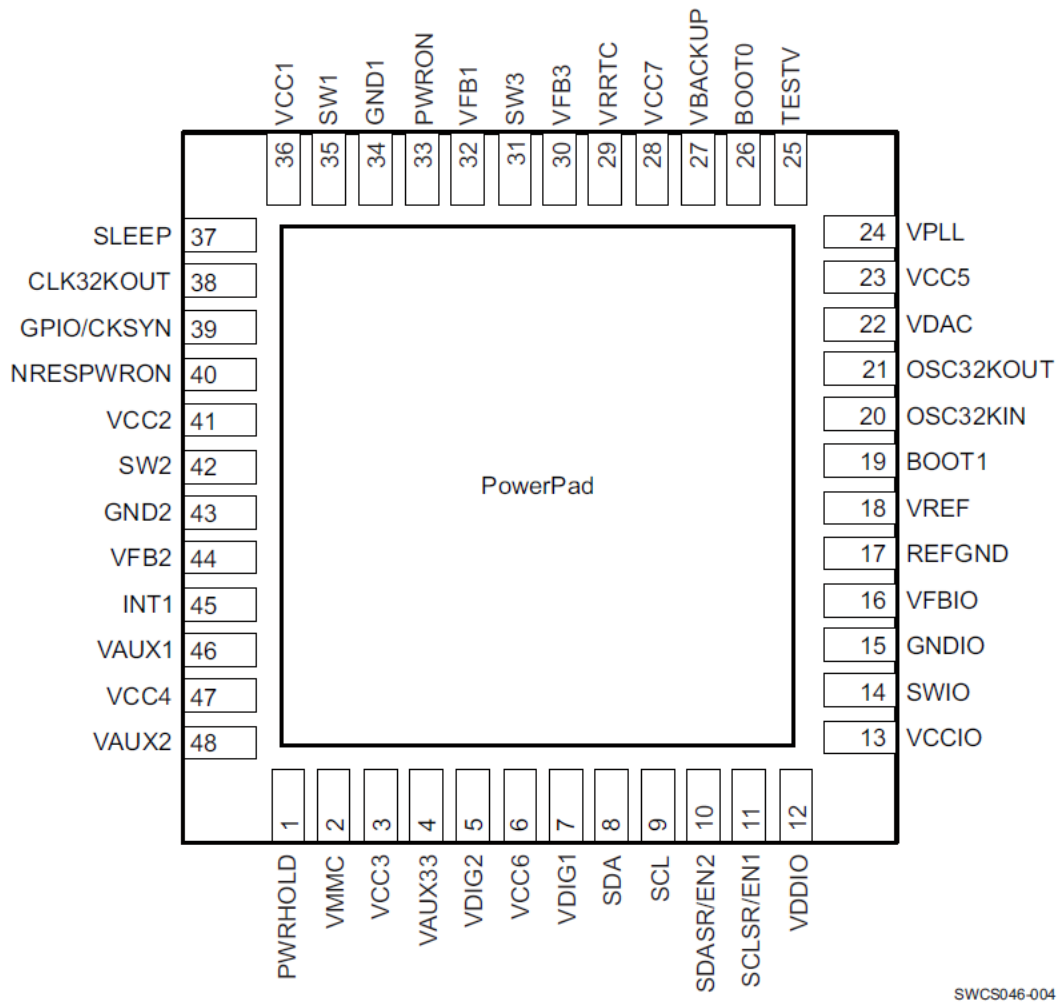 VCC1
SW1
GND1
PWRON
VFB1
SW3
VFB3
VRRTC
VCC7
VBACKUP
BOOT0
TESTV
36
35
34
33
32
31
30
29
28
27
26
25
SLEEP 37
CLK32KOUT 38
GPIO/CKSYN 39
NRESPWRON 40
VCC2 41
SW2 42
GND2 43
VFB2 44
INT1 45
VAUX1 46
VCC4 47
VAUX2 48
PowerPad
24 VPLL
23 VCC5
22 VDAC
21 OSC32KOUT
20 OSC32KIN
19 BOOT1
18 VREF
17 REFGND
16 VFBIO
15 GNDIO
14 SWIO
13 VCCIO
1
2
3
4
5
6
7
8
9
10
11
12
PWRHOLD
VMMC
VCC3
VAUX33
VDIG2
VCC6
VDIG1
SDA
SCL
SDASR/EN2
SCLSR/EN1
VDDIO
SWCS046-004